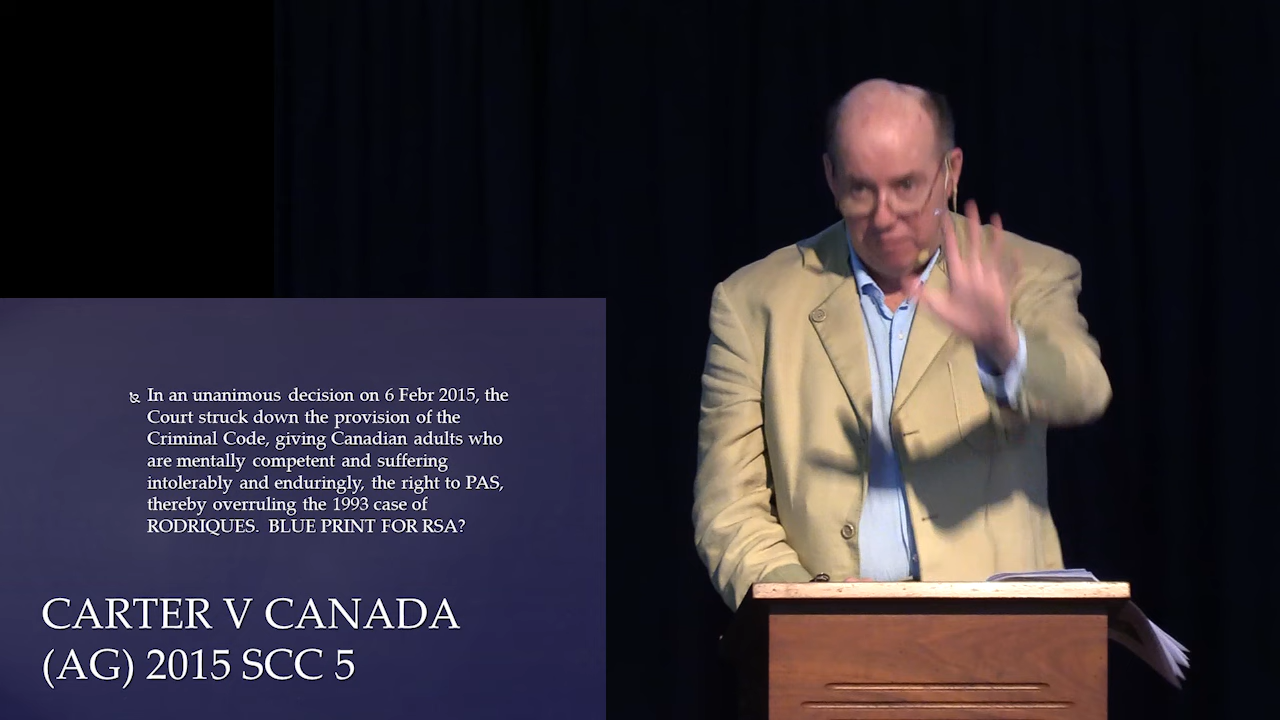 In an unanimous decision on 6 Febr 2015, the
Court struck down the provision of the
Criminal Code, giving Canadian adults who
are mentally competent and suffering
intolerably and enduringly, the right to PAS,
thereby overruling the 1993 case of
RODRIQUES. BLUE PRINT FOR RSA?
CARTER V CANADA
(AG) 2015 SCC 5